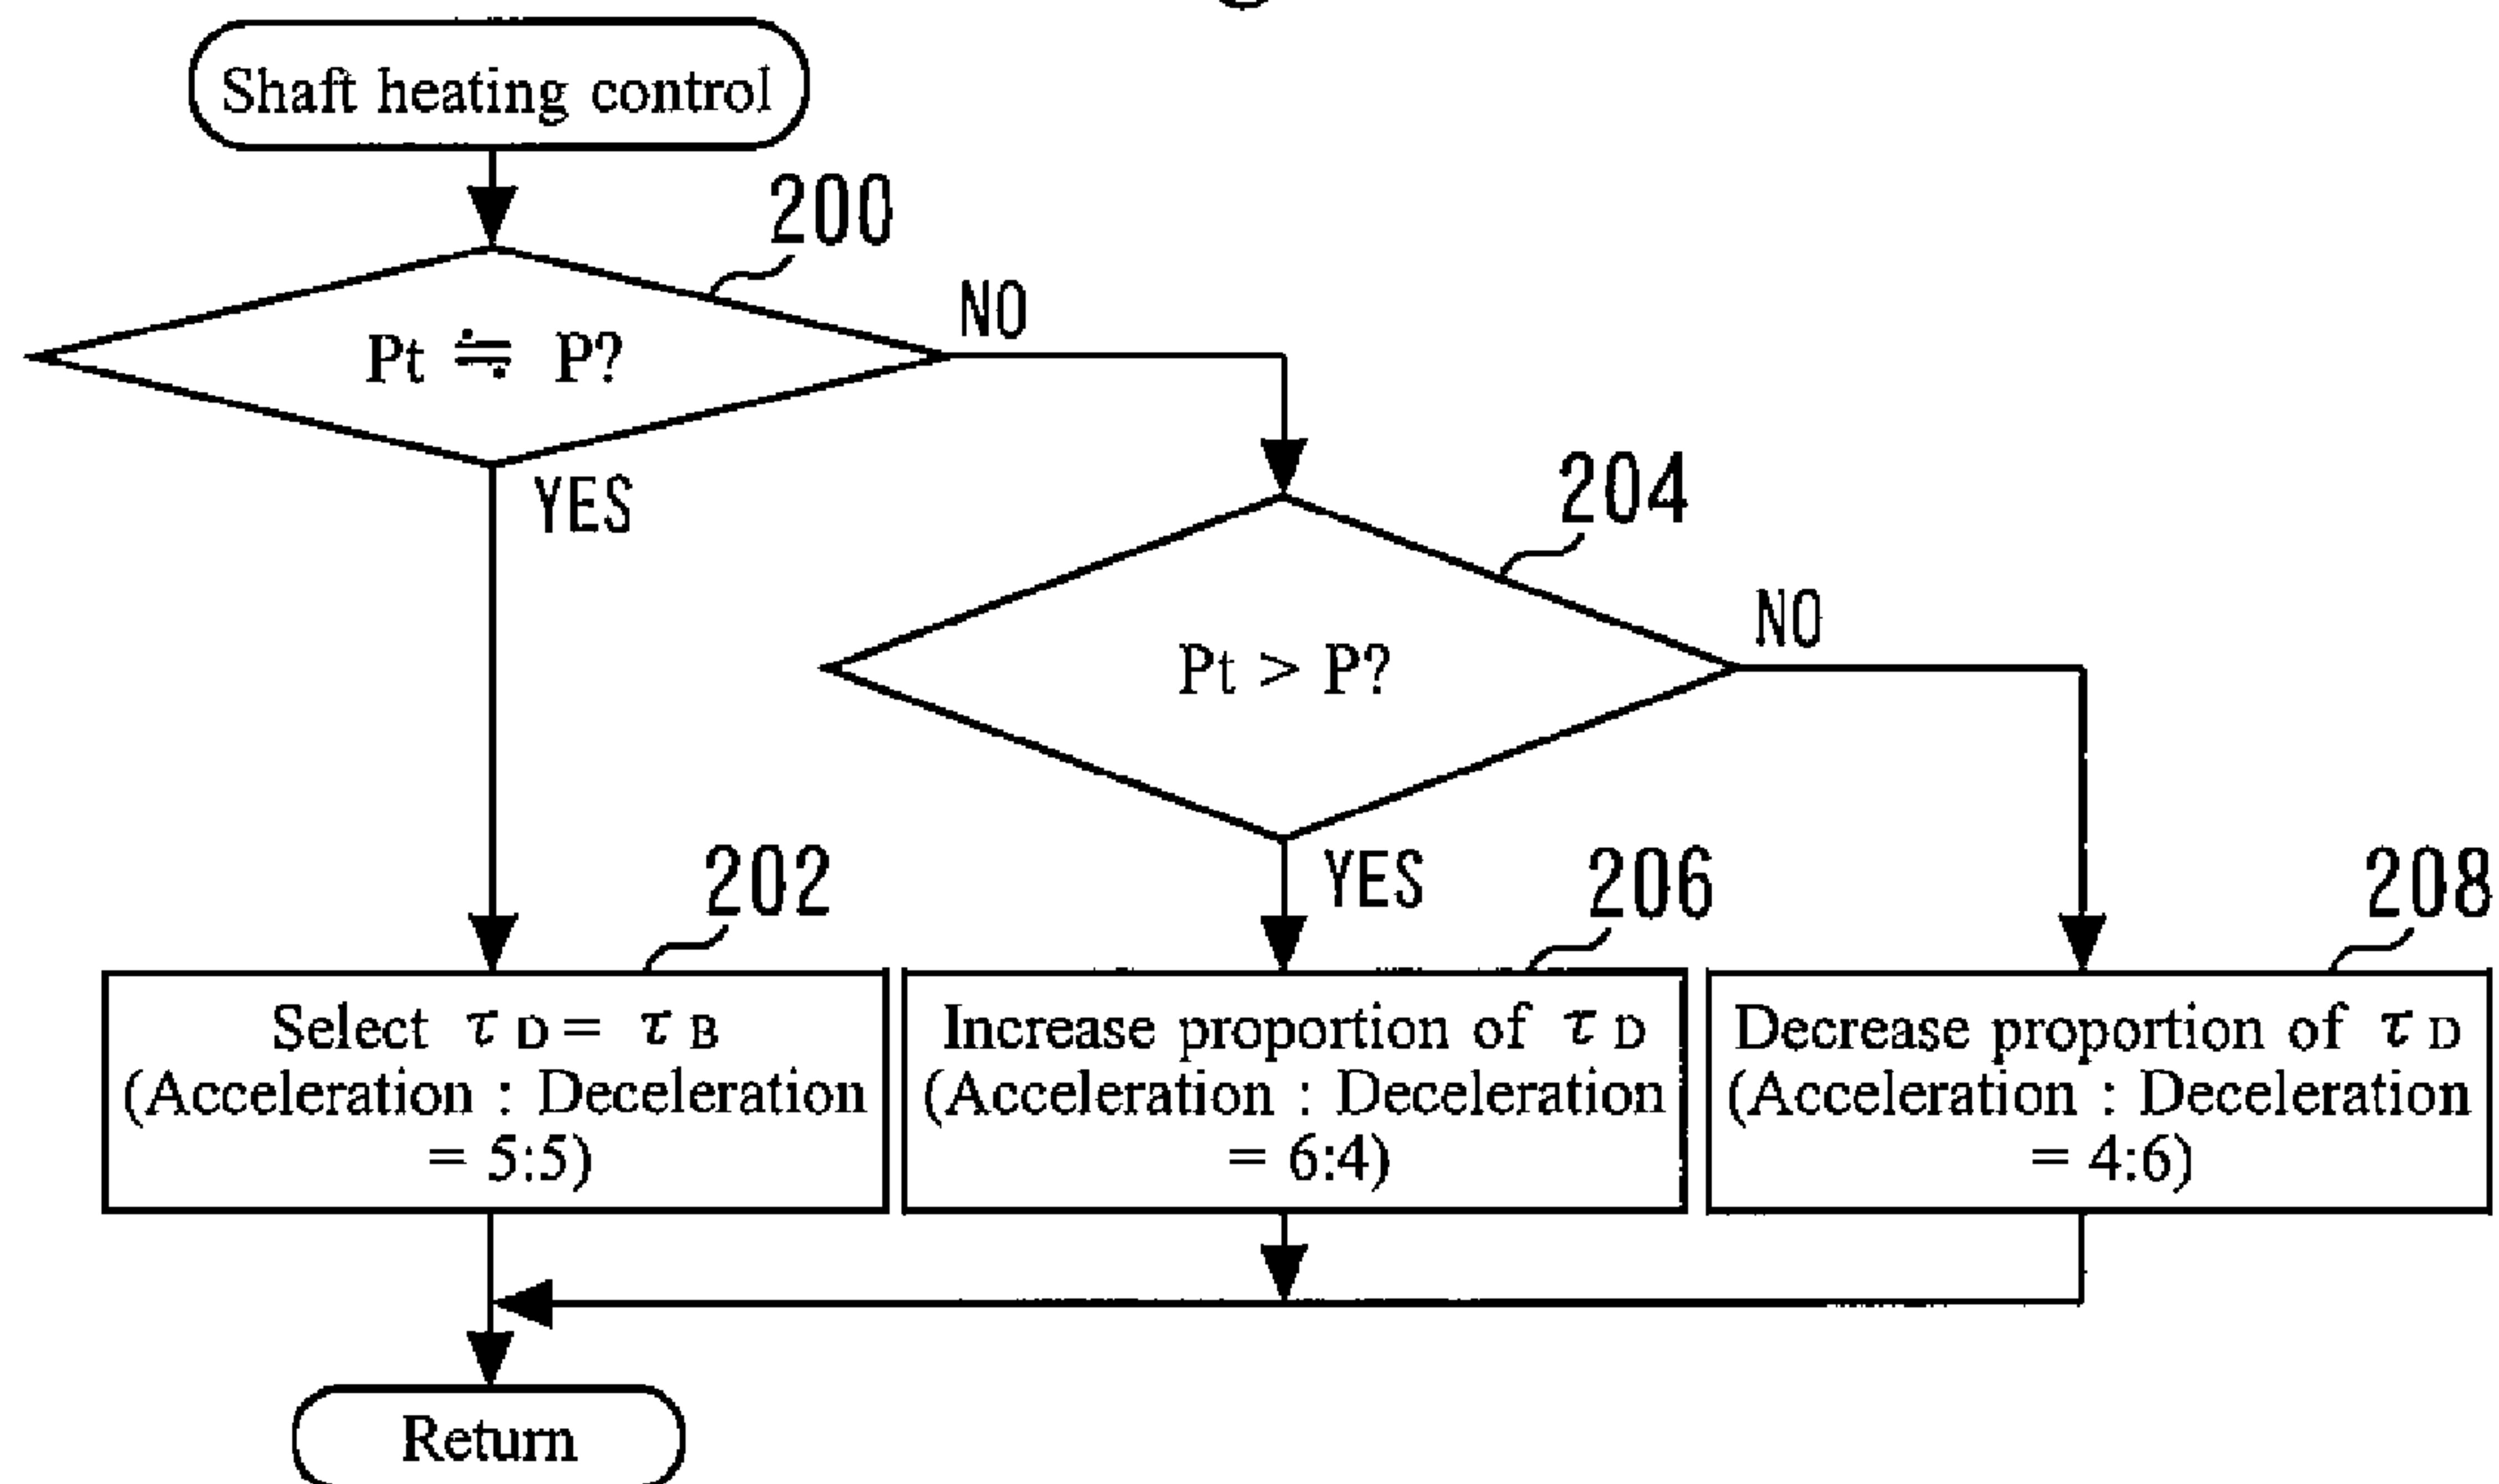 Shaft heating control
200
Pt ≒ P?
NO
YES
204
Pt > P?
NO
YES
202
Select τD = τB
(Acceleration : Deceleration
= 5:5)
206
Increase proportion of τD
(Acceleration : Deceleration
= 6:4)
208
Decrease proportion of τD
(Acceleration : Deceleration
= 4:6)
Return